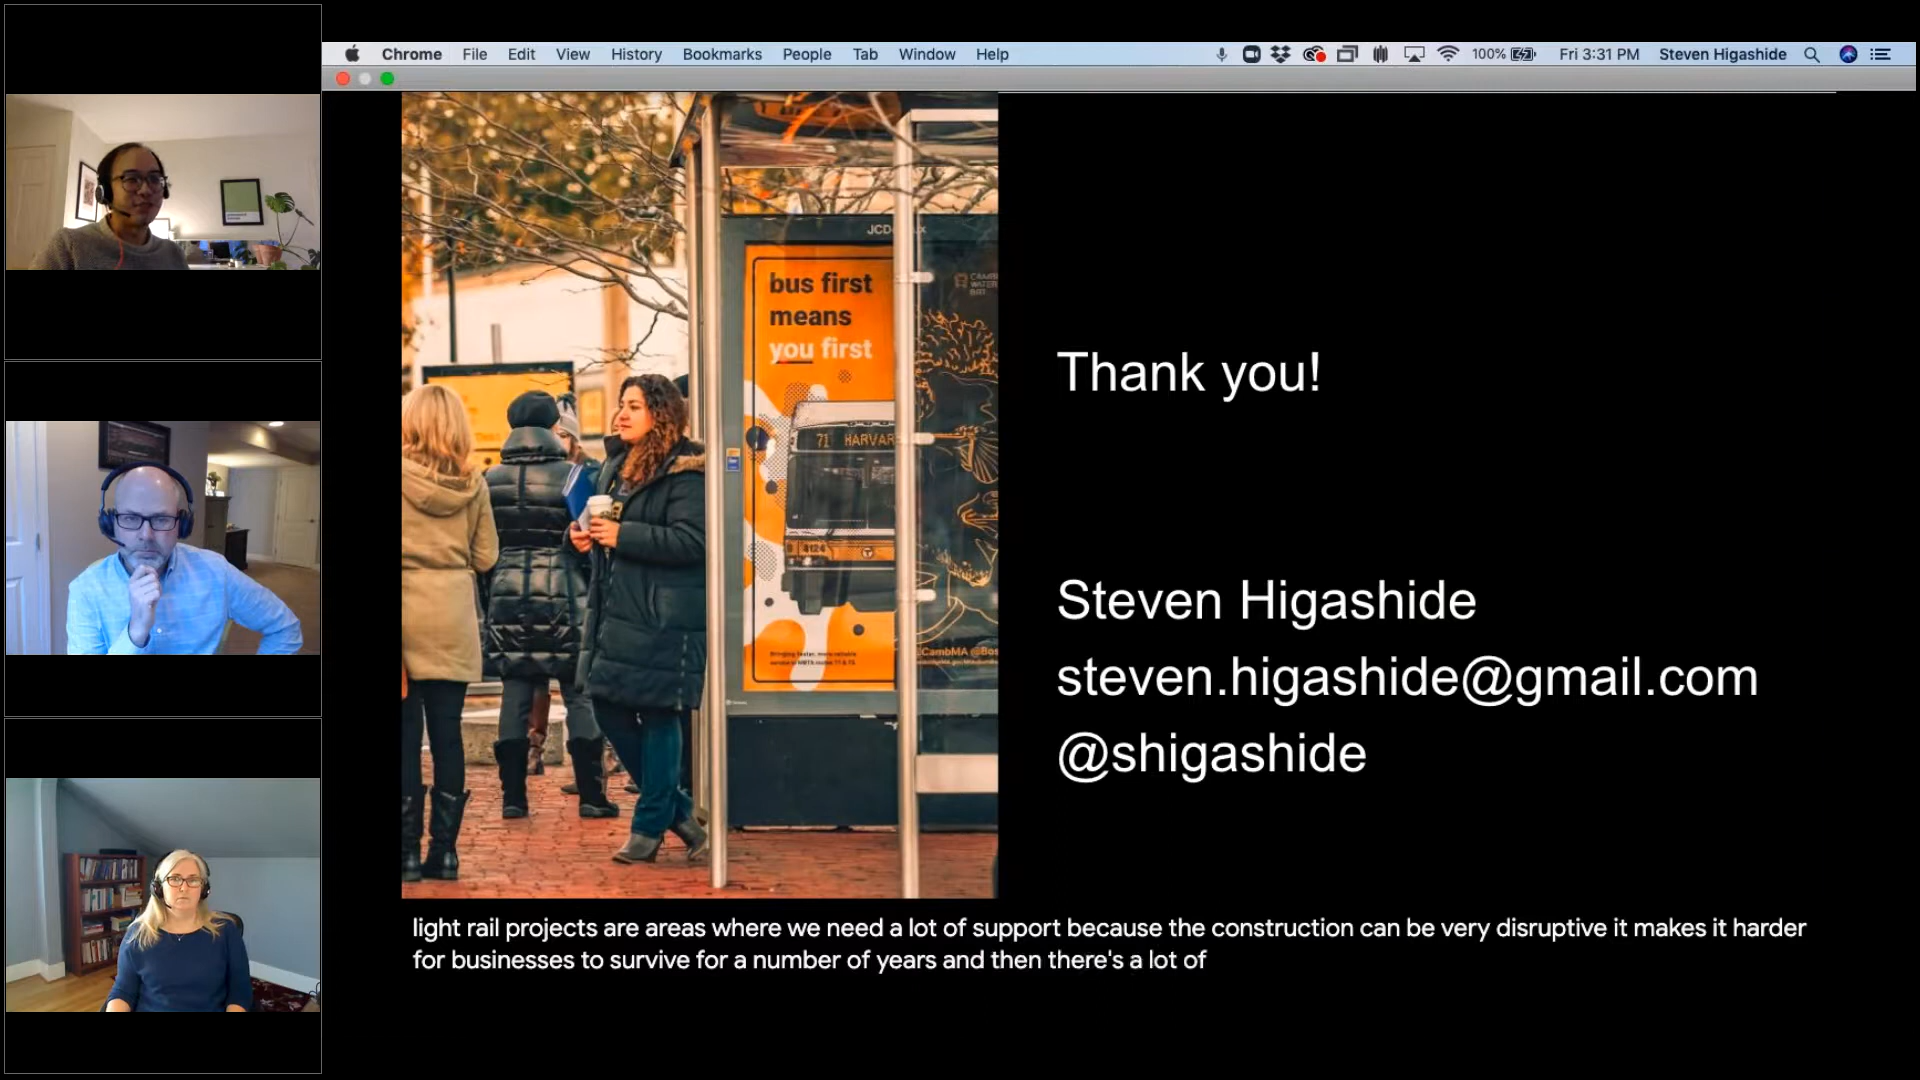 Chrome File Edit View History Bookmarks People Tab Window Help 100% Fri 3:31 PM Steven Higashide
bus first
means
you first
71 HARVAR
8124
Thank you!
Steven Higashide
steven.higashide@gmail.com
@shigashide
light rail projects are areas where we need a lot of support because the construction can be very disruptive it makes it harder
for businesses to survive for a number of years and then there's a lot of